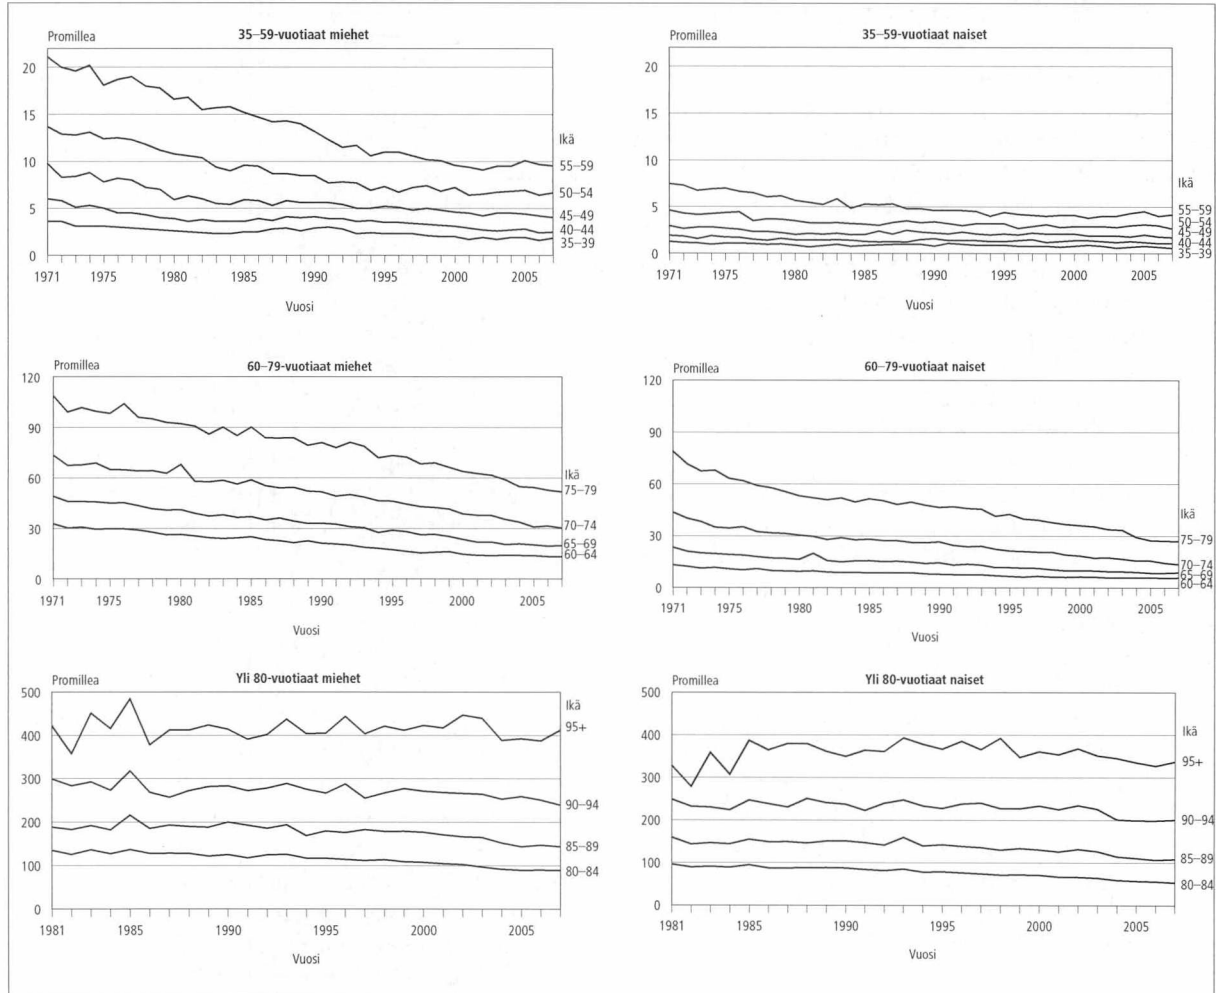 Promillea
35–59-vuotiaat miehet
20
15
10
5
0
Ikä
55–59
50–54
45–49
40–44
35–39
1971 1975 1980 1985 1990 1995 2000 2005
Vuosi
Promillea
35–59-vuotiaat naiset
20
15
10
5
0
Ikä
55–59
50–54
45–49
40–44
35–39
1971 1975 1980 1985 1990 1995 2000 2005
Vuosi
Promillea
60–79-vuotiaat miehet
120
90
60
30
0
Ikä
75–79
70–74
65–69
60–64
1971 1975 1980 1985 1990 1995 2000 2005
Vuosi
Promillea
60–79-vuotiaat naiset
120
90
60
30
0
Ikä
75–79
70–74
65–69
60–64
1971 1975 1980 1985 1990 1995 2000 2005
Vuosi
Promillea
Yli 80-vuotiaat miehet
500
400
300
200
100
0
Ikä
95+
90–94
85–89
80–84
1981 1985 1990 1995 2000 2005
Vuosi
Promillea
Yli 80-vuotiaat naiset
500
400
300
200
100
0
Ikä
95+
90–94
85–89
80–84
1981 1985 1990 1995 2000 2005
Vuosi